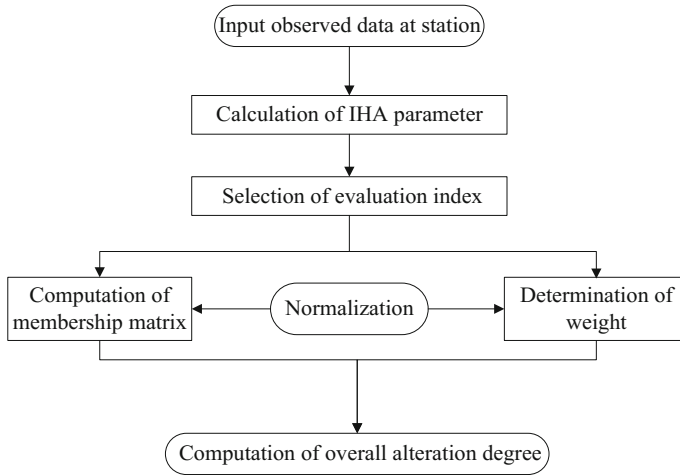 Input observed data at station
Calculation of IHA parameter
Selection of evaluation index
Computation of
membership matrix
Normalization
Determination of
weight
Computation of overall alteration degree